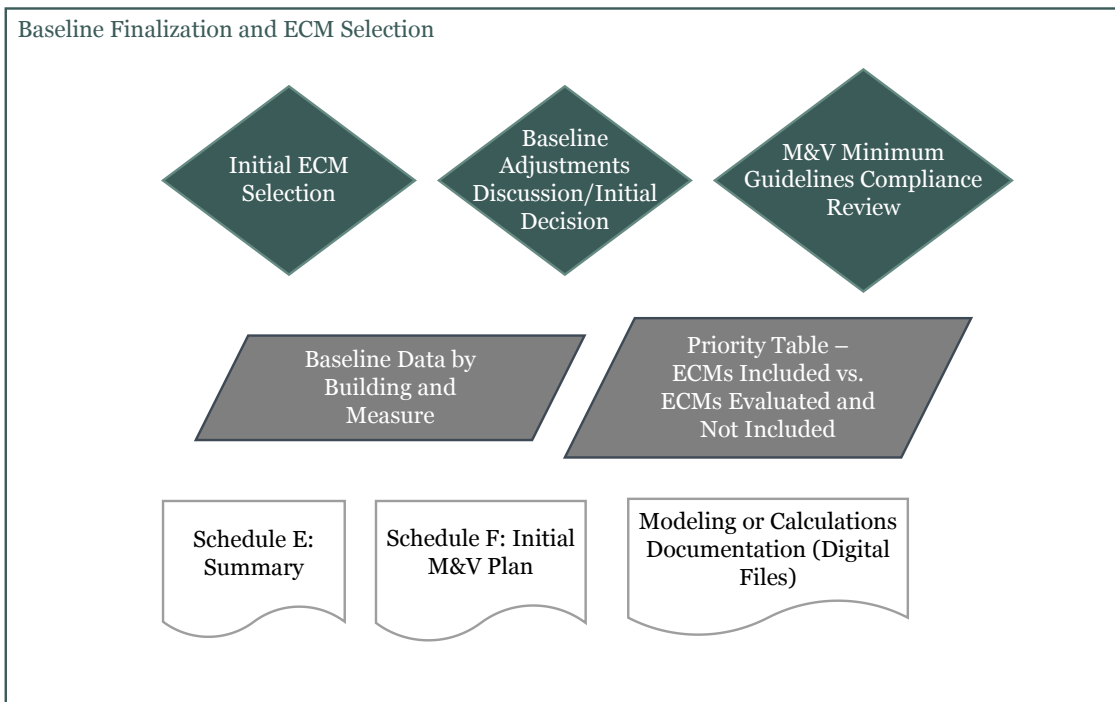 Baseline Finalization and ECM Selection
Initial ECM
Selection
Baseline
Adjustments
Discussion/Initial
Decision
M&V Minimum
Guidelines Compliance
Review
Baseline Data by
Building and
Measure
Priority Table –
ECMs Included vs.
ECMs Evaluated and
Not Included
Schedule E:
Summary
Schedule F: Initial
M&V Plan
Modeling or Calculations
Documentation (Digital
Files)